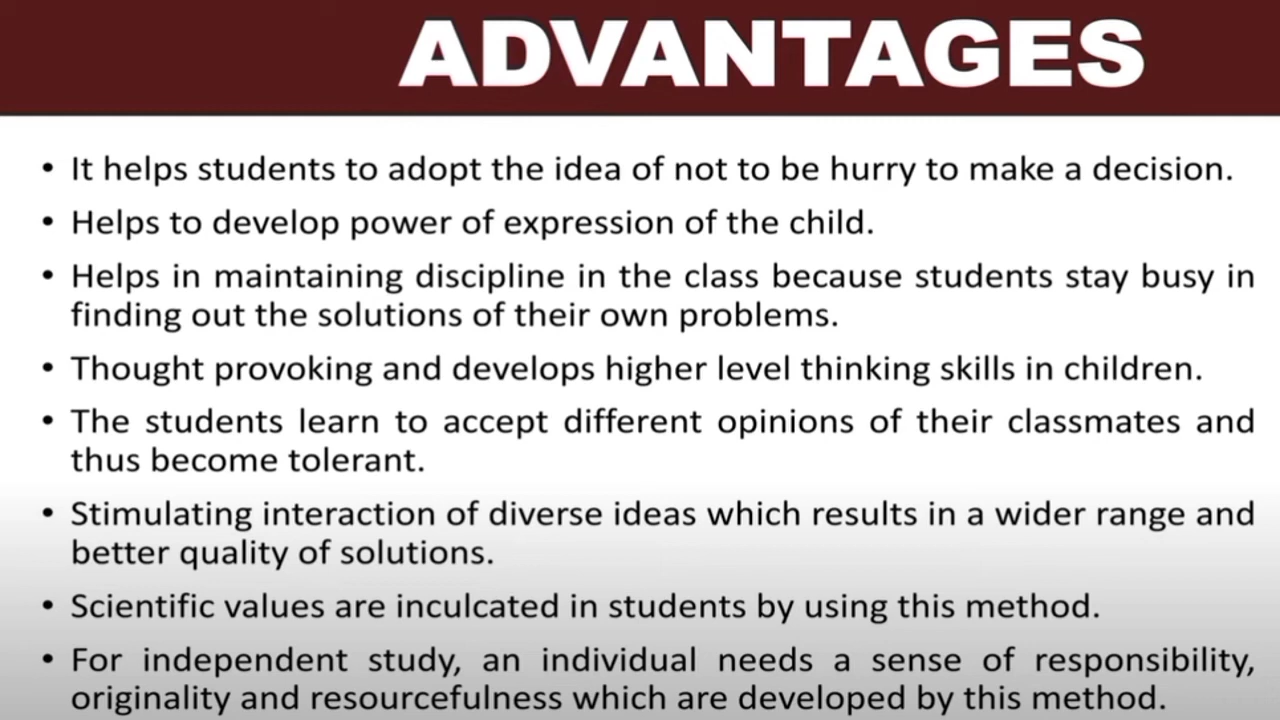 ADVANTAGES
• It helps students to adopt the idea of not to be hurry to make a decision.
• Helps to develop power of expression of the child.
• Helps in maintaining discipline in the class because students stay busy in
finding out the solutions of their own problems.
• Thought provoking and develops higher level thinking skills in children.
• The students learn to accept different opinions of their classmates and
thus become tolerant.
• Stimulating interaction of diverse ideas which results in a wider range and
better quality of solutions.
• Scientific values are inculcated in students by using this method.
• For independent study, an individual needs a sense of responsibility,
originality and resourcefulness which are developed by this method.